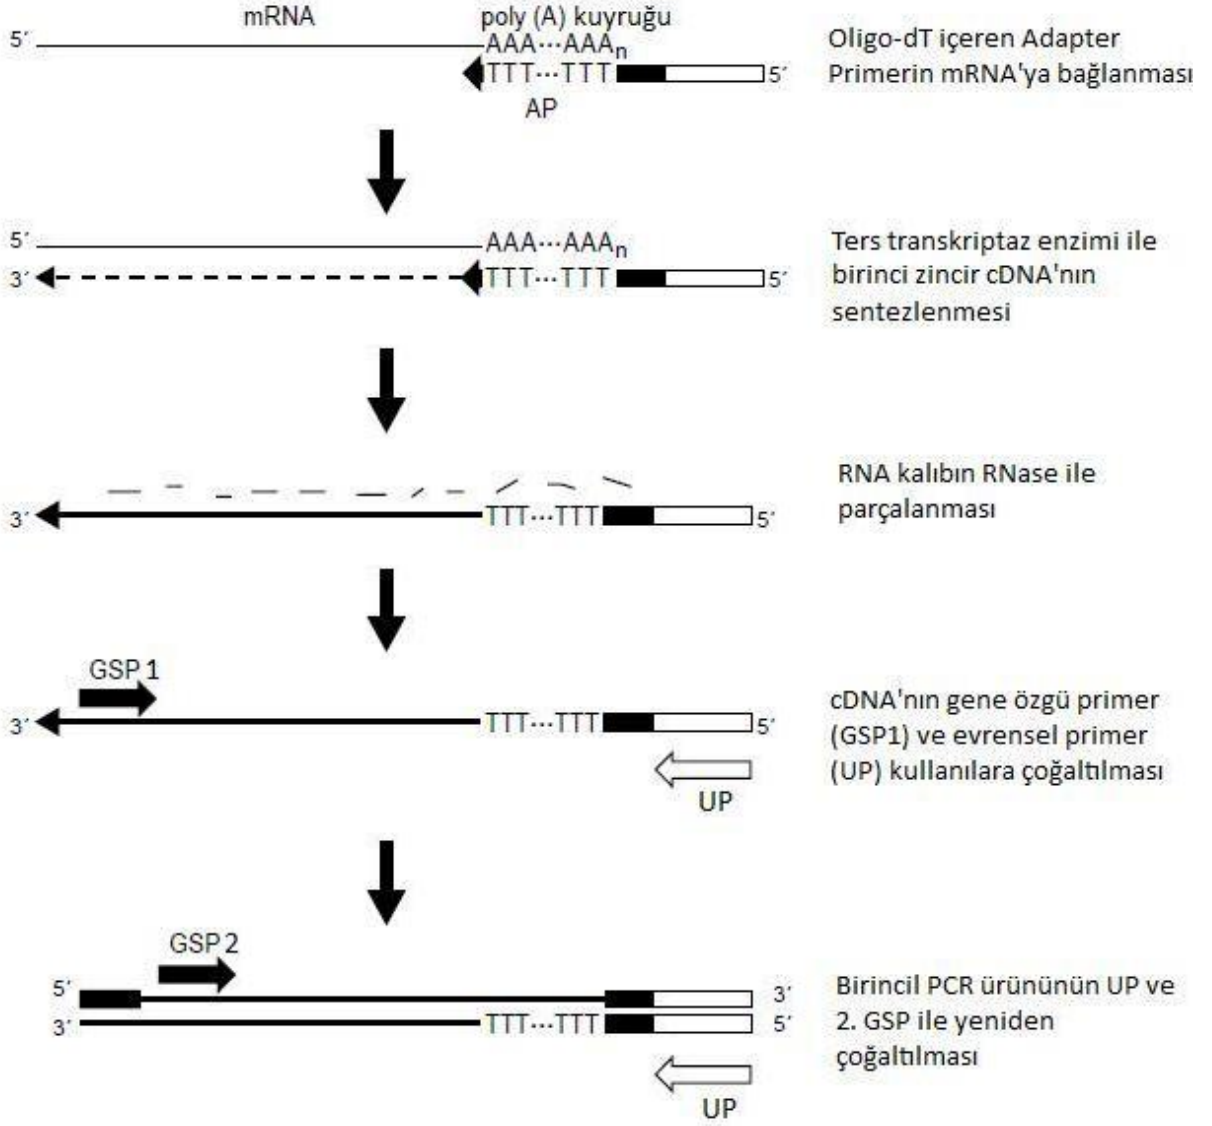 mRNA
poly (A) kuyruğu
5´
AAA···AAAn
TTT···TTT
5´
AP
Oligo-dT içeren Adapter
Primerin mRNA'ya bağlanması
5´
AAA···AAAn
3´
TTT···TTT
5´
Ters transkriptaz enzimi ile
birinci zincir cDNA'nın
sentezlenmesi
3´
TTT···TTT
5´
RNA kalıbın RNase ile
parçalanması
GSP 1
3´
TTT···TTT
5´
UP
cDNA'nın gene özgü primer
(GSP1) ve evrensel primer
(UP) kullanılara çoğaltılması
GSP 2
5´
3´
3´
TTT···TTT
5´
UP
Birincil PCR ürününün UP ve
2. GSP ile yeniden
çoğaltılması